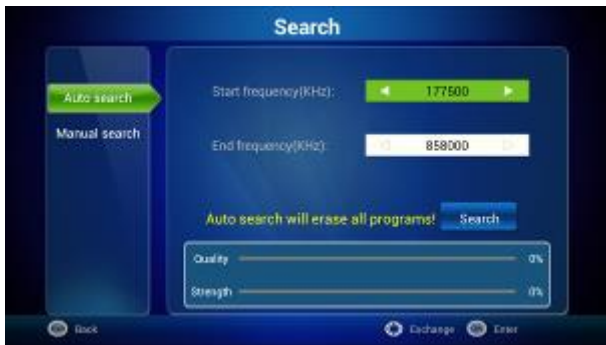 Search
Auto search
Manual search
Start frequency(KHz):
177500
End frequency(KHz):
858000
Auto search will erase all programs!
Search
Quality
0%
Strength
0%
Back
Exchange
Enter